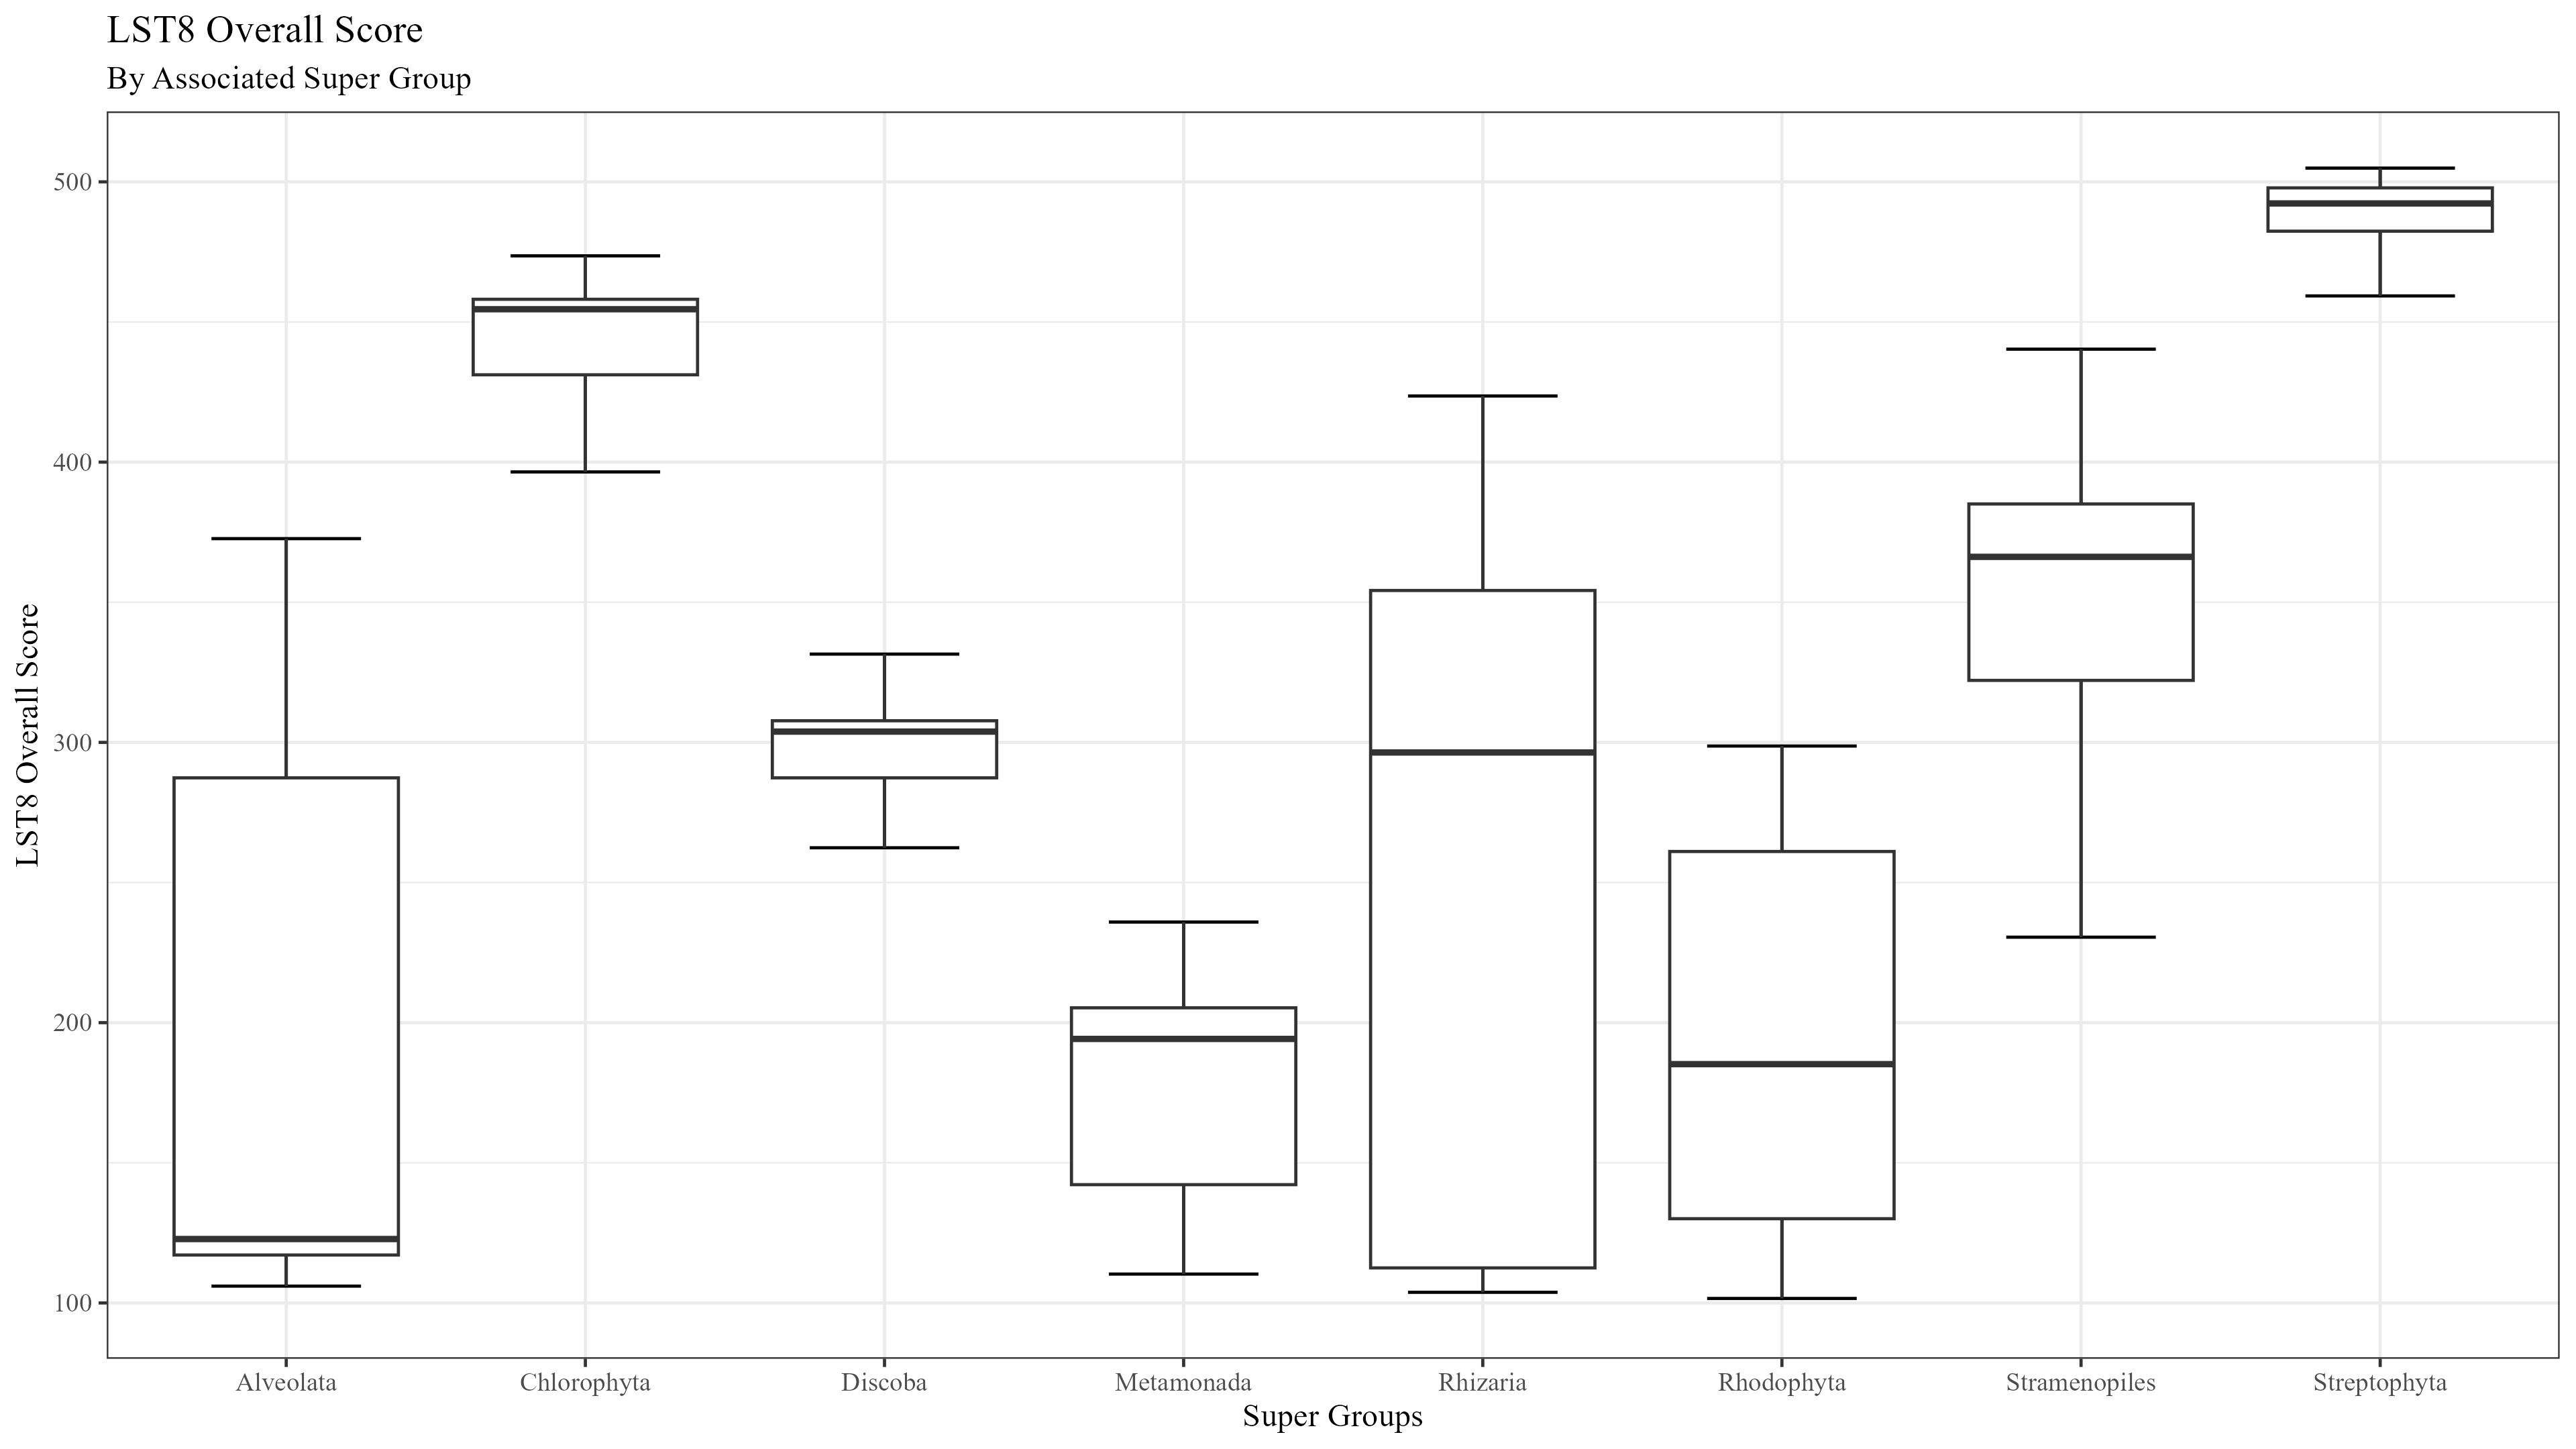 LST8 Overall Score
By Associated Super Group
LST8 Overall Score
500
400
300
200
100
Alveolata
Chlorophyta
Discoba
Metamonada
Rhizaria
Rhodophyta
Stramenopiles
Streptophyta
Super Groups